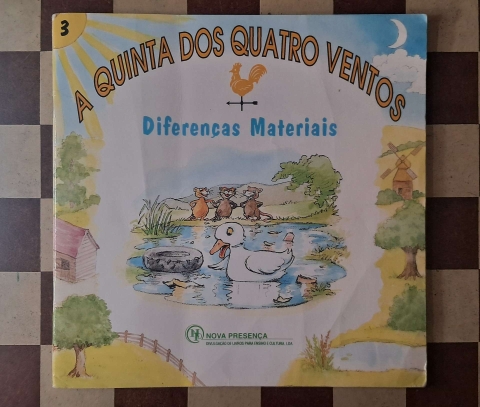 3
A QUINTA DOS QUATRO VENTOS
Diferenças Materiais
NOVA PRESENÇA